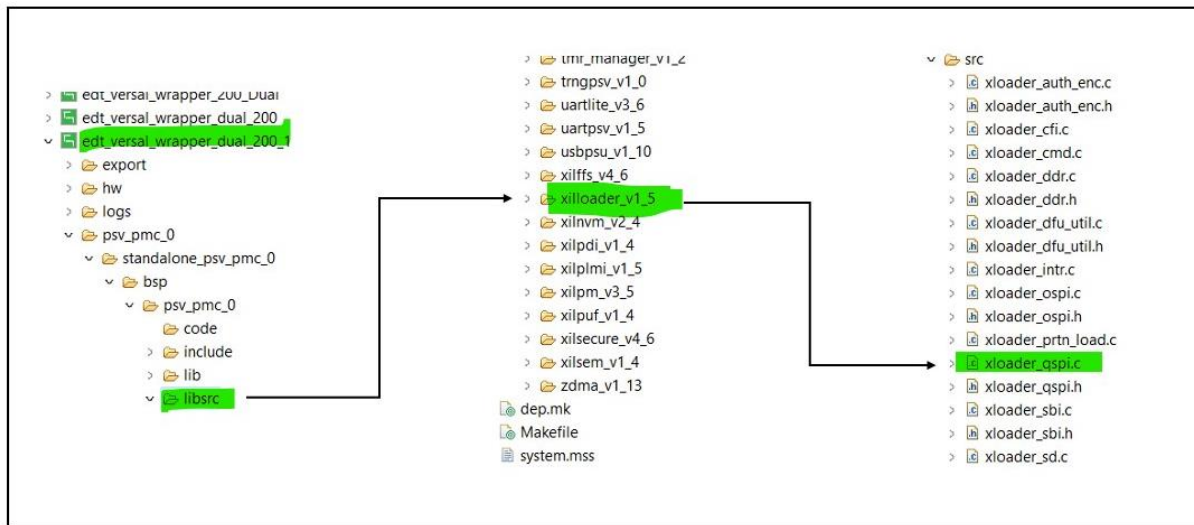 edt_versal_wrapper_200_Dual
edt_versal_wrapper_dual_200
edt_versal_wrapper_dual_200_1
export
hw
logs
psv_pmc_0
standalone_psv_pmc_0
bsp
psv_pmc_0
code
include
lib
libsrc
tmr_manager_v1_2
trngpsv_v1_0
uartlite_v3_6
uartpsv_v1_5
usbpsu_v1_10
xilffs_v4_6
xilloader_v1_5
xilnvm_v2_4
xilpdi_v1_4
xilplmi_v1_5
xilpm_v3_5
xilpuf_v1_4
xilsecure_v4_6
xilsem_v1_4
zdma_v1_13
dep.mk
Makefile
system.mss
src
xloader_auth_enc.c
xloader_auth_enc.h
xloader_cfi.c
xloader_cmd.c
xloader_ddr.c
xloader_ddr.h
xloader_dfu_util.c
xloader_dfu_util.h
xloader_intr.c
xloader_ospi.c
xloader_ospi.h
xloader_prtn_load.c
xloader_qspi.c
xloader_qspi.h
xloader_sbi.c
xloader_sbi.h
xloader_sd.c